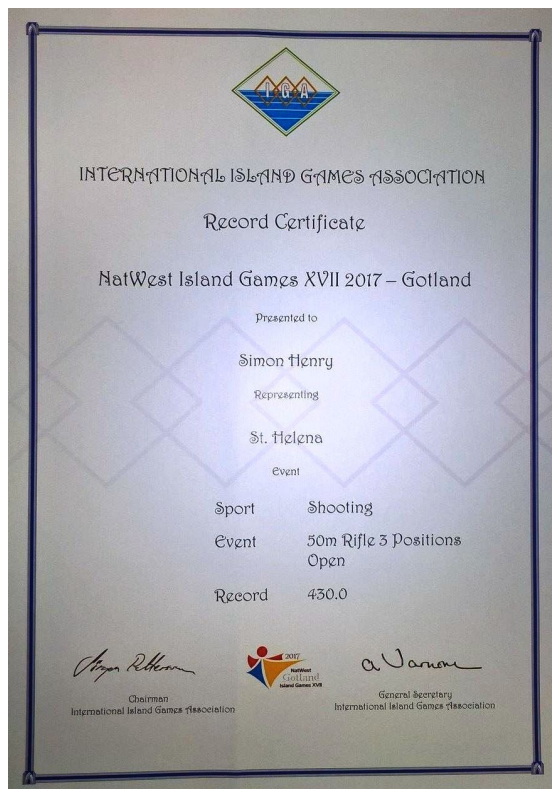 IGA
INTERNATIONAL ISLAND GAMES ASSOCIATION
Record Certificate
NatWest Island Games XVII 2017 – Gotland
Presented to
Simon Henry
Representing
St. Helena
Event
Sport Shooting
Event 50m Rifle 3 Positions
Open
Record 430.0
2017
NatWest
Gotland
Island Games XVII
Chairman
International Island Games Association
General Secretary
International Island Games Association